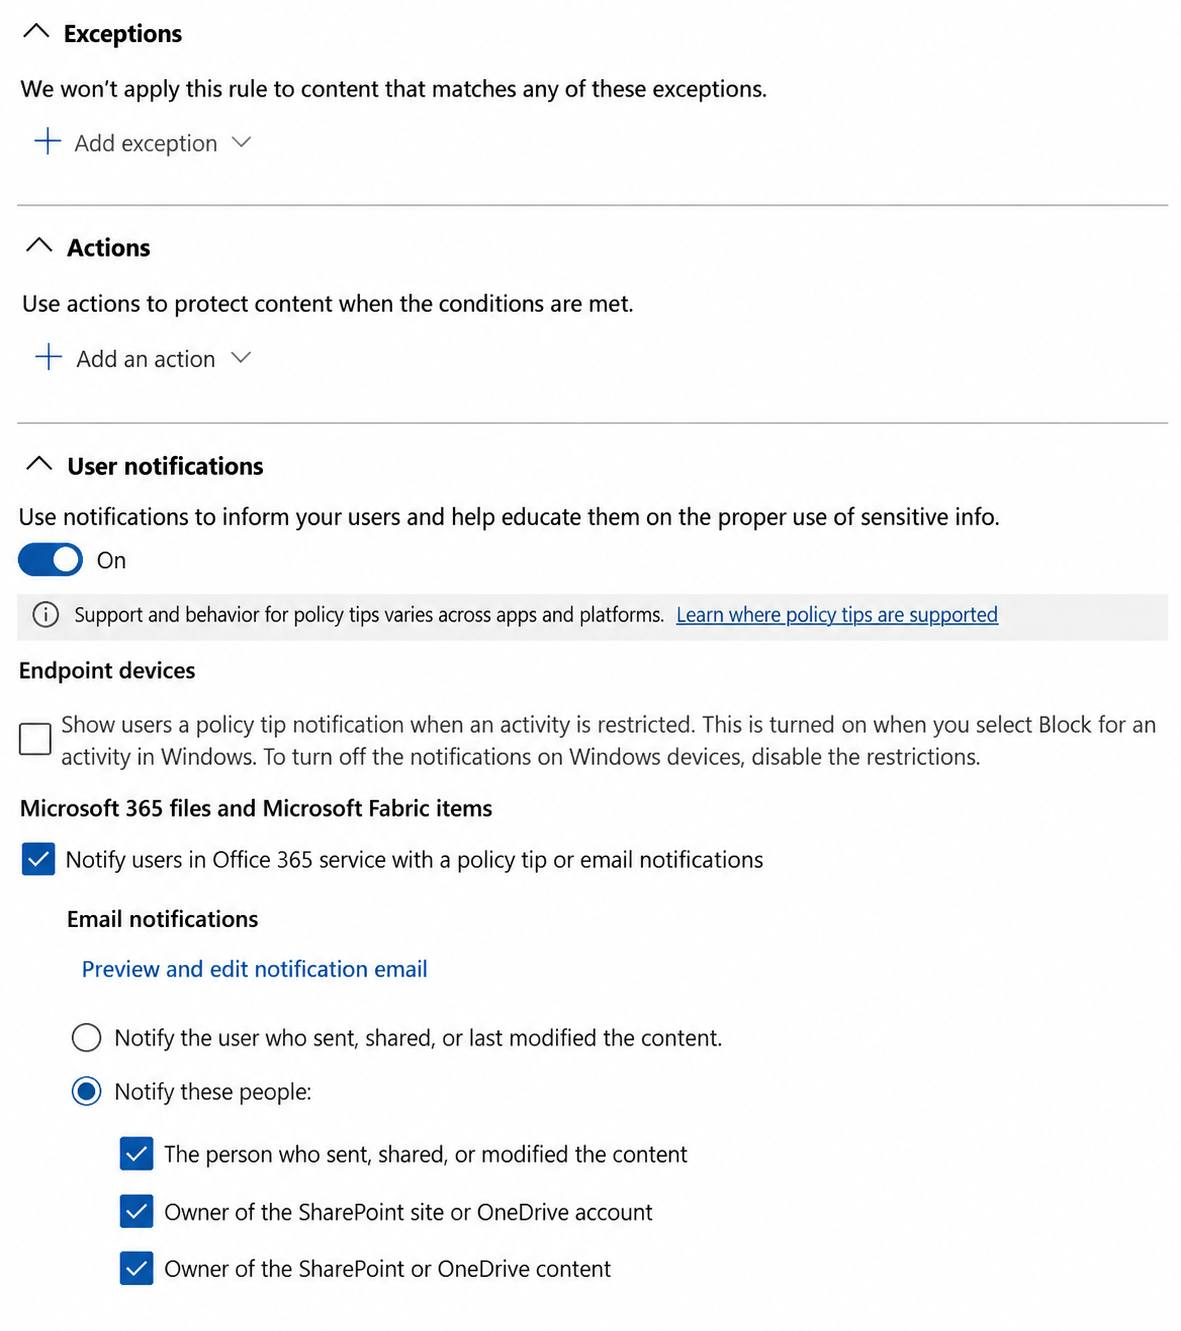 Exceptions
We won't apply this rule to content that matches any of these exceptions.
Add exception
Actions
Use actions to protect content when the conditions are met.
Add an action
User notifications
Use notifications to inform your users and help educate them on the proper use of sensitive info.
On
Support and behavior for policy tips varies across apps and platforms. Learn where policy tips are supported
Endpoint devices
Show users a policy tip notification when an activity is restricted. This is turned on when you select Block for an
activity in Windows. To turn off the notifications on Windows devices, disable the restrictions.
Microsoft 365 files and Microsoft Fabric items
Notify users in Office 365 service with a policy tip or email notifications
Email notifications
Preview and edit notification email
Notify the user who sent, shared, or last modified the content.
Notify these people:
The person who sent, shared, or modified the content
Owner of the SharePoint site or OneDrive account
Owner of the SharePoint or OneDrive content